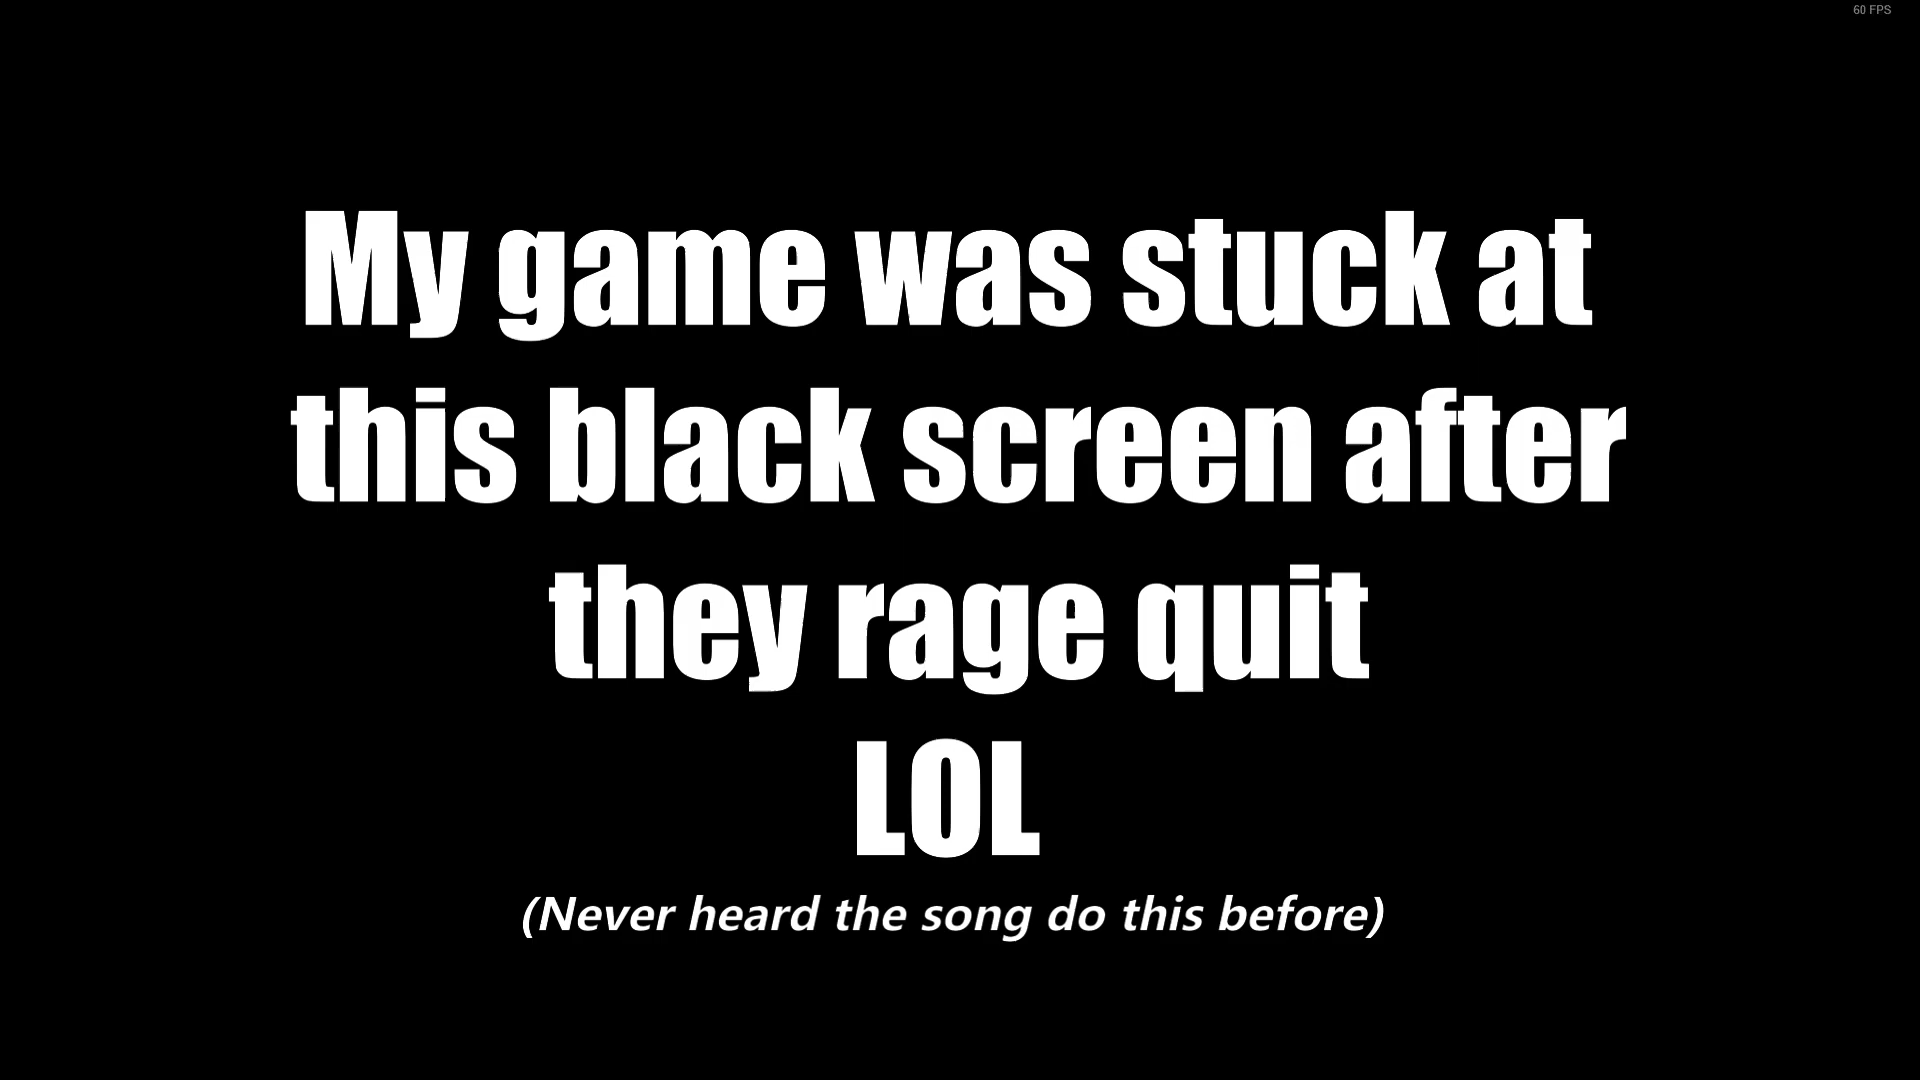 60 FPS
My game was stuck at
this black screen after
they rage quit
LOL
(Never heard the song do this before)